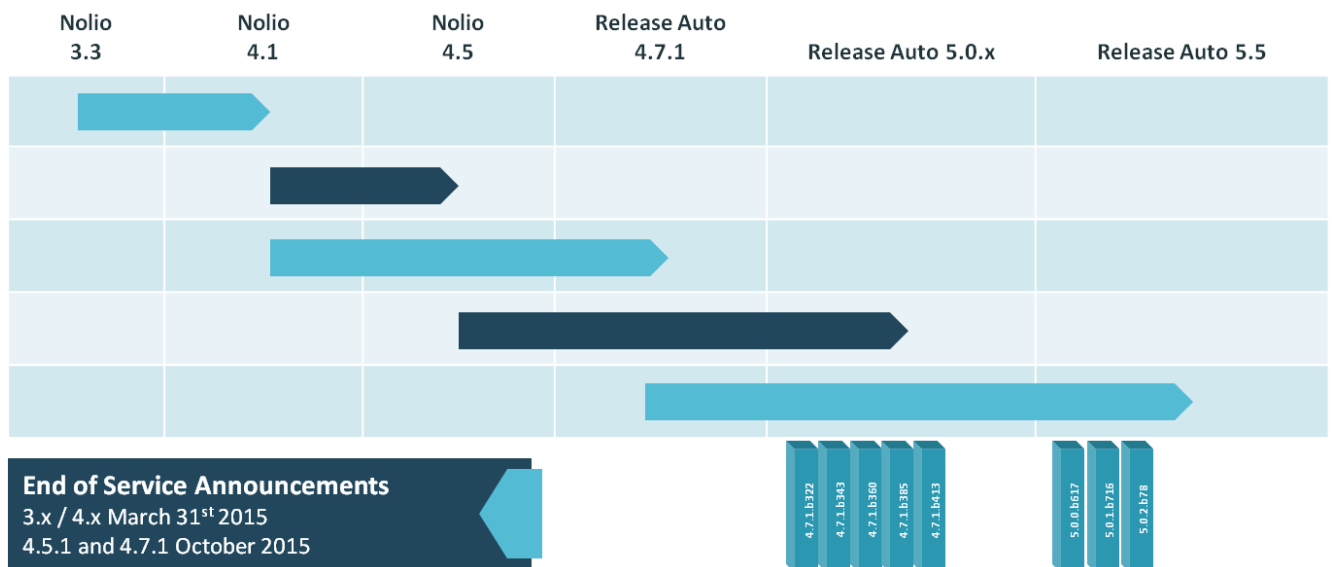 Nolio
3.3
Nolio
4.1
Nolio
4.5
Release Auto
4.7.1
Release Auto 5.0.x
Release Auto 5.5
End of Service Announcements
3.x / 4.x March 31st 2015
4.5.1 and 4.7.1 October 2015
4.7.1.b322
4.7.1.b343
4.7.1.b360
4.7.1.b385
4.7.1.b413
5.0.0.b617
5.0.1.b716
5.0.2.b78